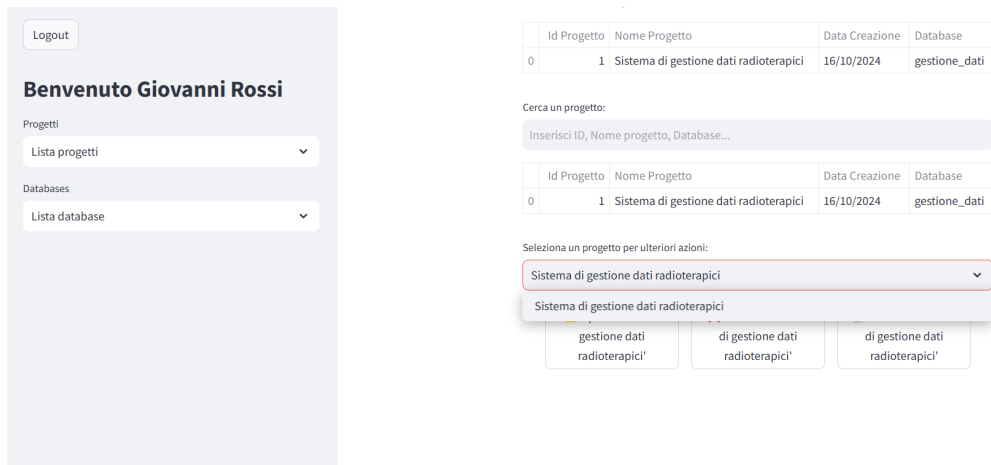 Logout
Benvenuto Giovanni Rossi
Progetti
Lista progetti
Databases
Lista database
Id Progetto Nome Progetto Data Creazione Database
0 1 Sistema di gestione dati radioterapici 16/10/2024 gestione_dati
Cerca un progetto:
Inserisci ID, Nome progetto, Database...
Id Progetto Nome Progetto Data Creazione Database
0 1 Sistema di gestione dati radioterapici 16/10/2024 gestione_dati
Seleziona un progetto per ulteriori azioni:
Sistema di gestione dati radioterapici
Sistema di gestione dati radioterapici
gestione dati
radioterapici'
di gestione dati
radioterapici'
di gestione dati
radioterapici'